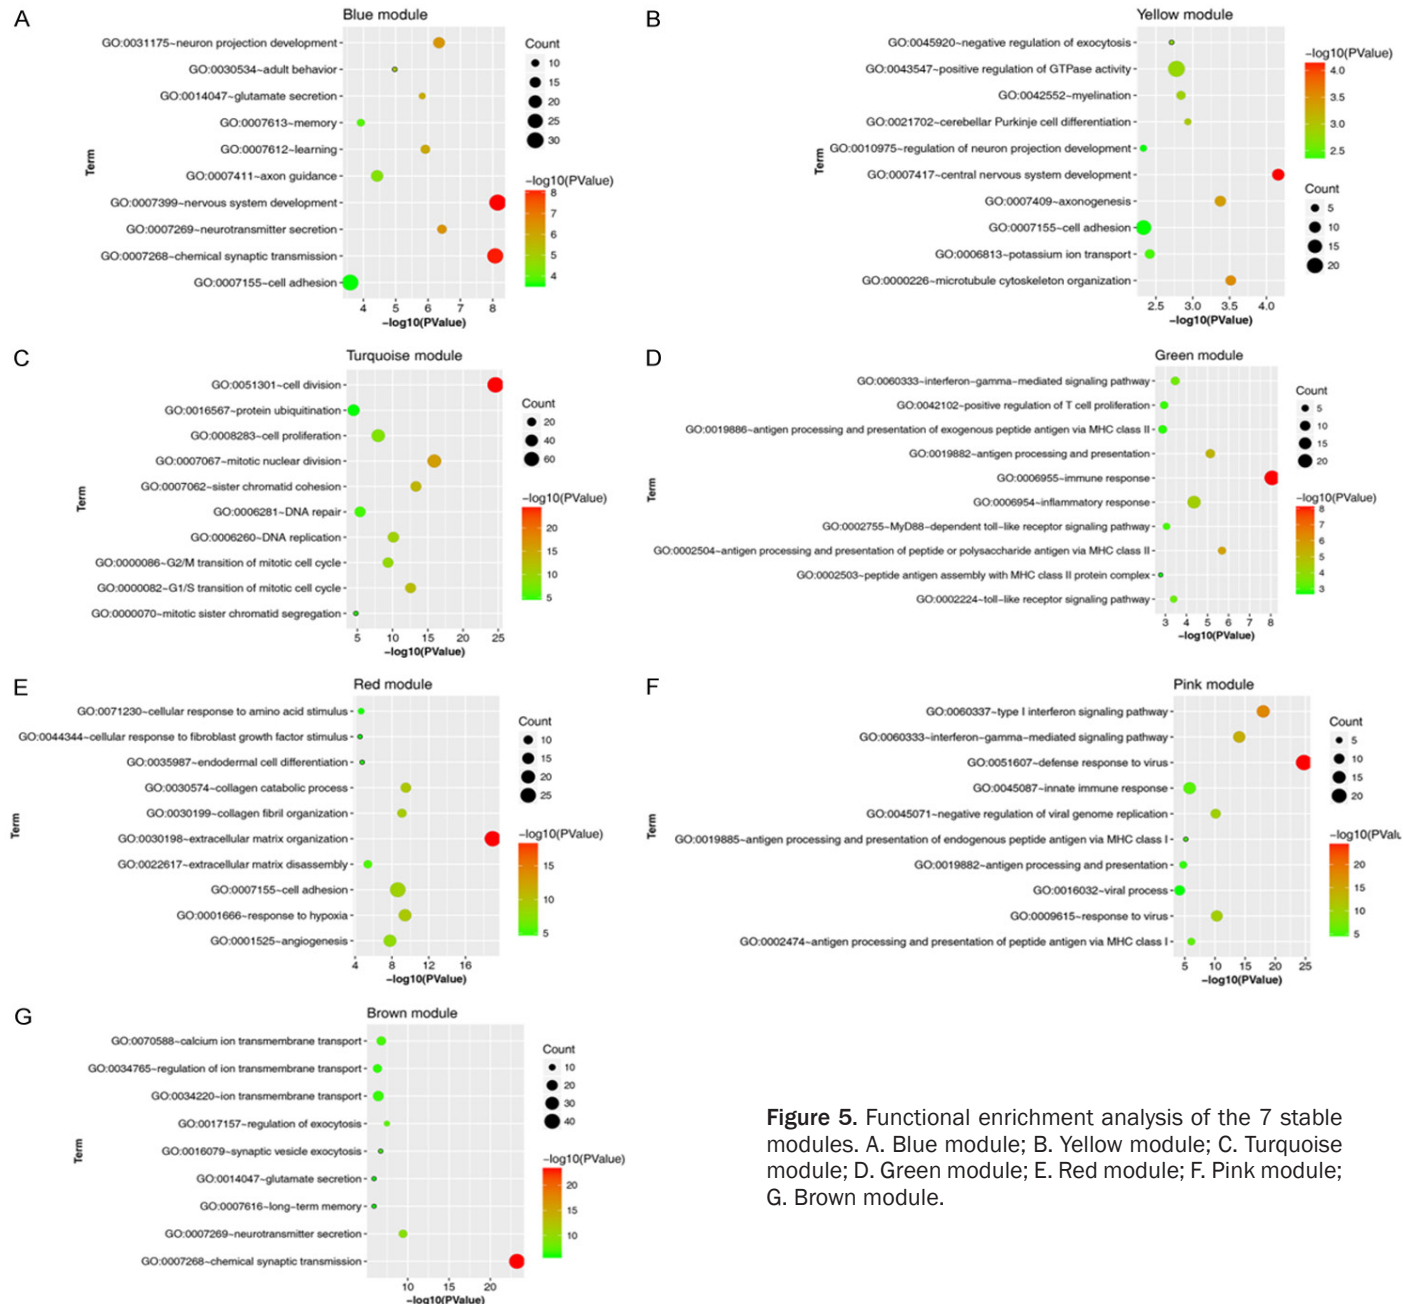 A
Blue module
GO:0031175~neuron projection development
GO:0030534~adult behavior
GO:0014047~glutamate secretion
GO:0007613~memory
GO:0007612~learning
GO:0007411~axon guidance
GO:0007399~nervous system development
GO:0007269~neurotransmitter secretion
GO:0007268~chemical synaptic transmission
GO:0007155~cell adhesion
Term
4 5 6 7 8
−log10(PValue)
Count
10
15
20
25
30
−log10(PValue)
8
7
6
5
4
B
Yellow module
GO:0045920~negative regulation of exocytosis
GO:0043547~positive regulation of GTPase activity
GO:0042552~myelination
GO:0021702~cerebellar Purkinje cell differentiation
GO:0010975~regulation of neuron projection development
GO:0007417~central nervous system development
GO:0007409~axonogenesis
GO:0007155~cell adhesion
GO:0006813~potassium ion transport
GO:0000226~microtubule cytoskeleton organization
Term
2.5 3.0 3.5 4.0
−log10(PValue)
−log10(PValue)
4.0
3.5
3.0
2.5
Count
5
10
15
20
C
Turquoise module
GO:0051301~cell division
GO:0016567~protein ubiquitination
GO:0008283~cell proliferation
GO:0007067~mitotic nuclear division
GO:0007062~sister chromatid cohesion
GO:0006281~DNA repair
GO:0006260~DNA replication
GO:0000086~G2/M transition of mitotic cell cycle
GO:0000082~G1/S transition of mitotic cell cycle
GO:0000070~mitotic sister chromatid segregation
Term
5 10 15 20 25
−log10(PValue)
Count
20
40
60
−log10(PValue)
20
15
10
5
D
Green module
GO:0060333~interferon−gamma−mediated signaling pathway
GO:0042102~positive regulation of T cell proliferation
GO:0019886~antigen processing and presentation of exogenous peptide antigen via MHC class II
GO:0019882~antigen processing and presentation
GO:0006955~immune response
GO:0006954~inflammatory response
GO:0002755~MyD88−dependent toll−like receptor signaling pathway
GO:0002504~antigen processing and presentation of peptide or polysaccharide antigen via MHC class II
GO:0002503~peptide antigen assembly with MHC class II protein complex
GO:0002224~toll−like receptor signaling pathway
Term
3 4 5 6 7 8
−log10(PValue)
Count
5
10
15
20
−log10(PValue)
8
7
6
5
4
3
E
Red module
GO:0071230~cellular response to amino acid stimulus
GO:0044344~cellular response to fibroblast growth factor stimulus
GO:0035987~endodermal cell differentiation
GO:0030574~collagen catabolic process
GO:0030199~collagen fibril organization
GO:0030198~extracellular matrix organization
GO:0022617~extracellular matrix disassembly
GO:0007155~cell adhesion
GO:0001666~response to hypoxia
GO:0001525~angiogenesis
Term
4 8 12 16
−log10(PValue)
Count
10
15
20
25
−log10(PValue)
15
10
5
F
Pink module
GO:0060337~type I interferon signaling pathway
GO:0060333~interferon−gamma−mediated signaling pathway
GO:0051607~defense response to virus
GO:0045087~innate immune response
GO:0045071~negative regulation of viral genome replication
GO:0019885~antigen processing and presentation of endogenous peptide antigen via MHC class I
GO:0019882~antigen processing and presentation
GO:0016032~viral process
GO:0009615~response to virus
GO:0002474~antigen processing and presentation of peptide antigen via MHC class I
Term
5 10 15 20 25
−log10(PValue)
Count
5
10
15
20
−log10(PValu
20
15
10
5
G
Brown module
GO:0070588~calcium ion transmembrane transport
GO:0034765~regulation of ion transmembrane transport
GO:0034220~ion transmembrane transport
GO:0017157~regulation of exocytosis
GO:0016079~synaptic vesicle exocytosis
GO:0014047~glutamate secretion
GO:0007616~long−term memory
GO:0007269~neurotransmitter secretion
GO:0007268~chemical synaptic transmission
Term
10 15 20
−log10(PValue)
Count
10
20
30
40
−log10(PValue)
20
15
10
Figure 5. Functional enrichment analysis of the 7 stable
modules. A. Blue module; B. Yellow module; C. Turquoise
module; D. Green module; E. Red module; F. Pink module;
G. Brown module.